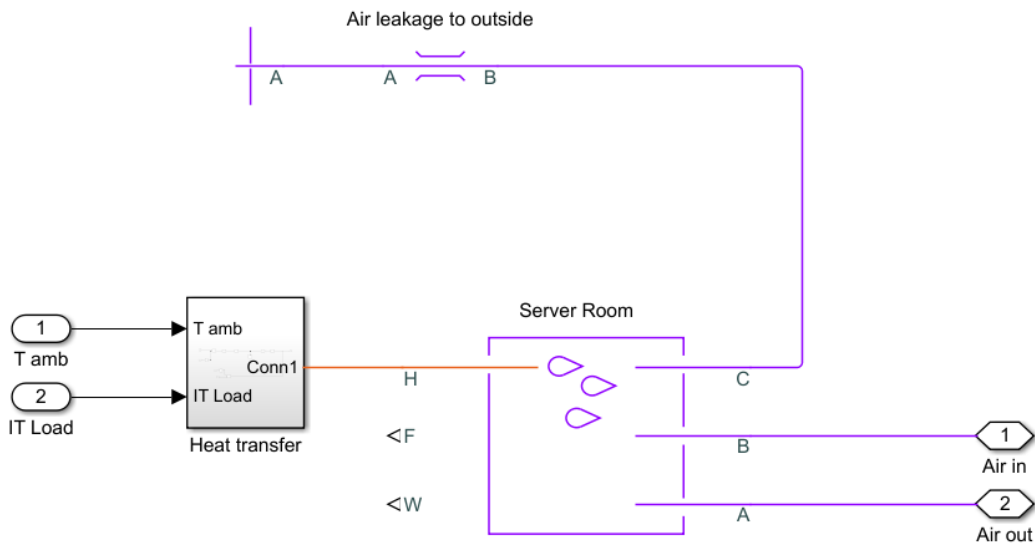 Air leakage to outside
A A B
Server Room
1
T amb
T amb
Conn1
H
C
2
IT Load
IT Load
Heat transfer
F
B
1
Air in
W
A
2
Air out